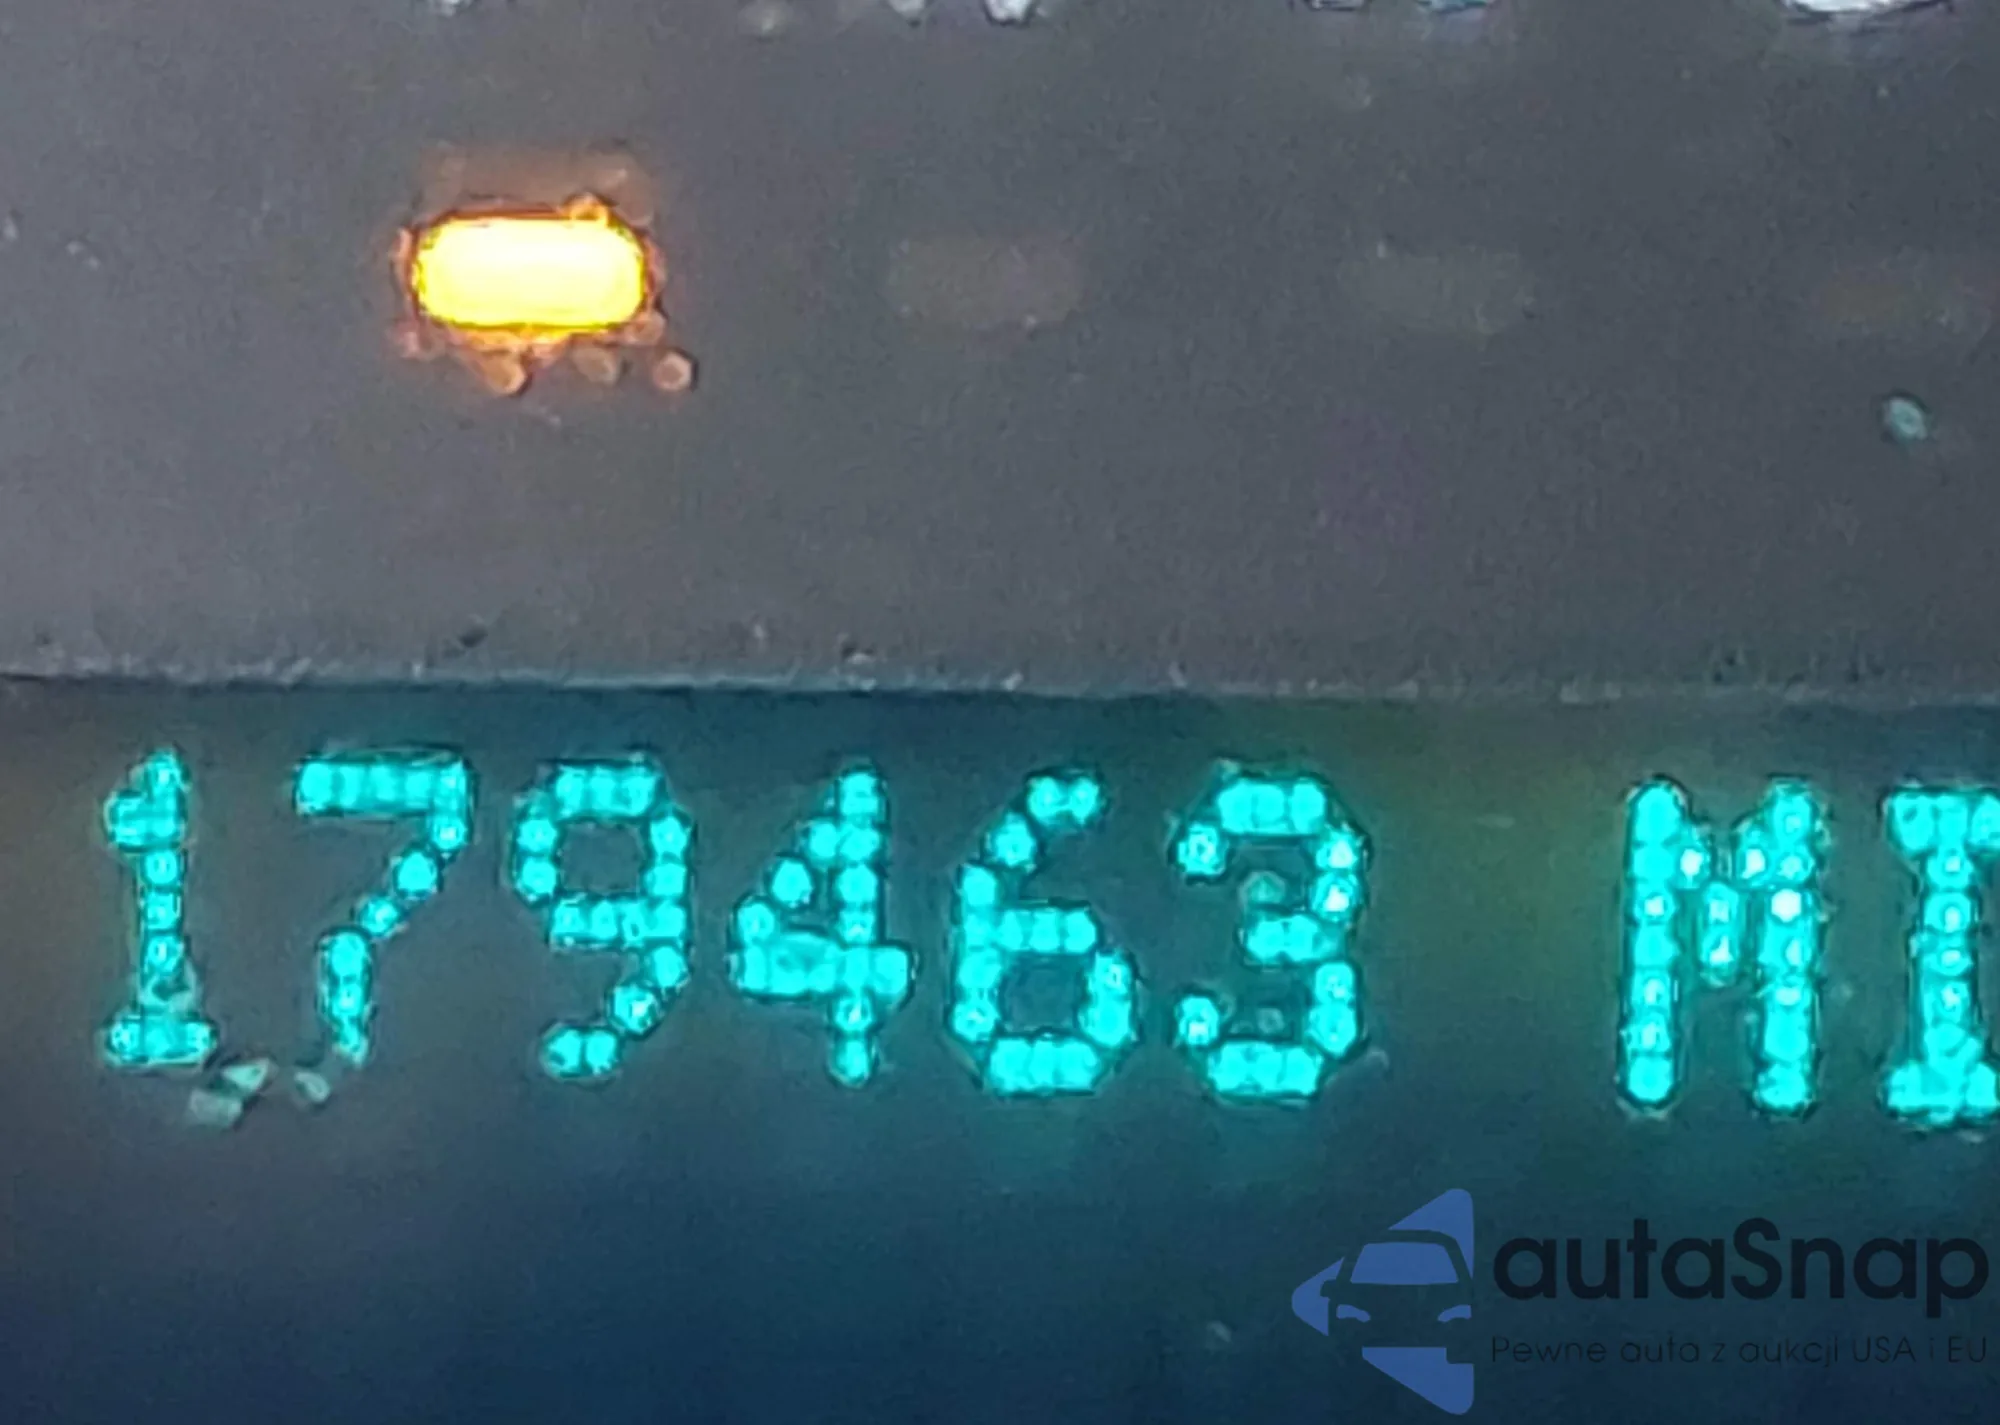 179463 MI
autaSnap
Pewne auta z aukcji USA i EU